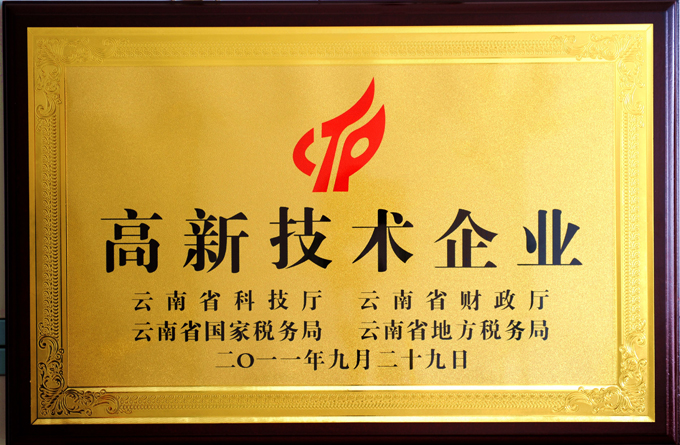 CTP
高新技术企业
云南省科技厅 云南省财政厅
云南省国家税务局 云南省地方税务局
二〇一一年九月二十九日